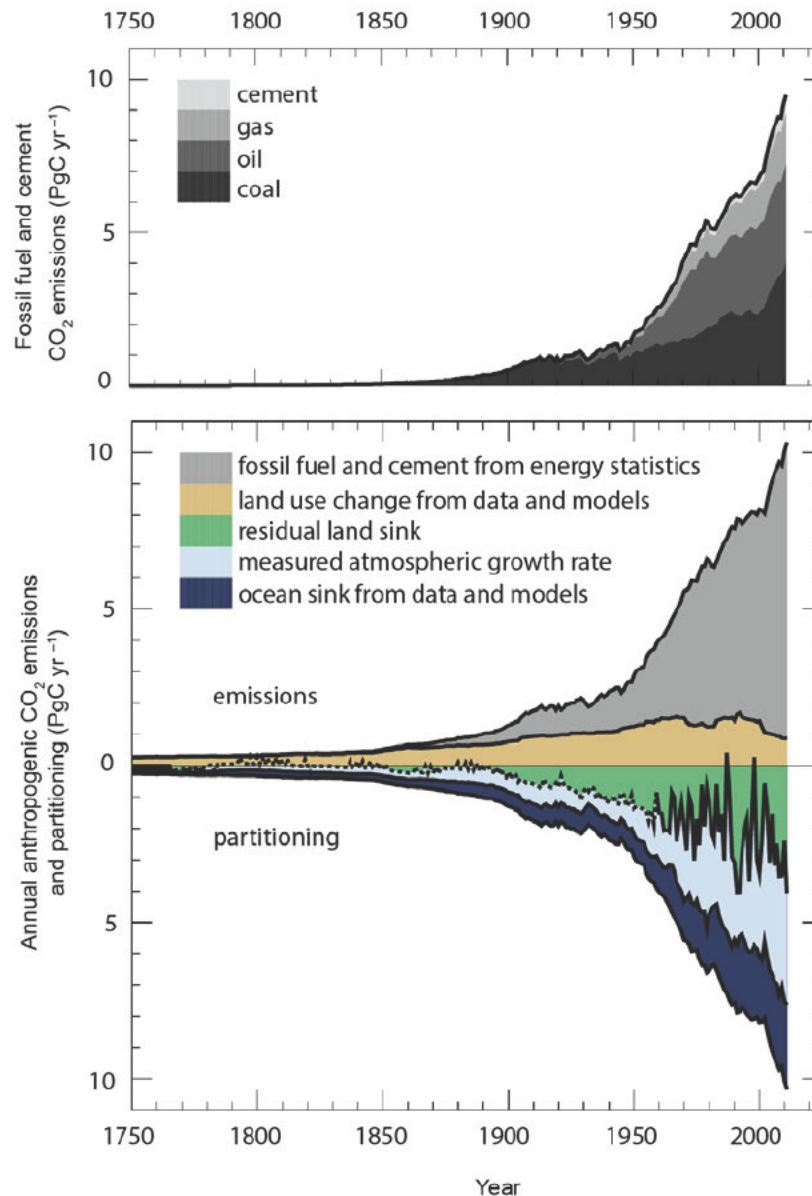 1750 1800 1850 1900 1950 2000
Fossil fuel and cement
CO₂ emissions (PgC yr⁻¹)
10
5
0
cement
gas
oil
coal
Annual anthropogenic CO₂ emissions
and partitioning (PgC yr⁻¹)
10
5
0
5
10
fossil fuel and cement from energy statistics
land use change from data and models
residual land sink
measured atmospheric growth rate
ocean sink from data and models
emissions
partitioning
1750 1800 1850 1900 1950 2000
Year